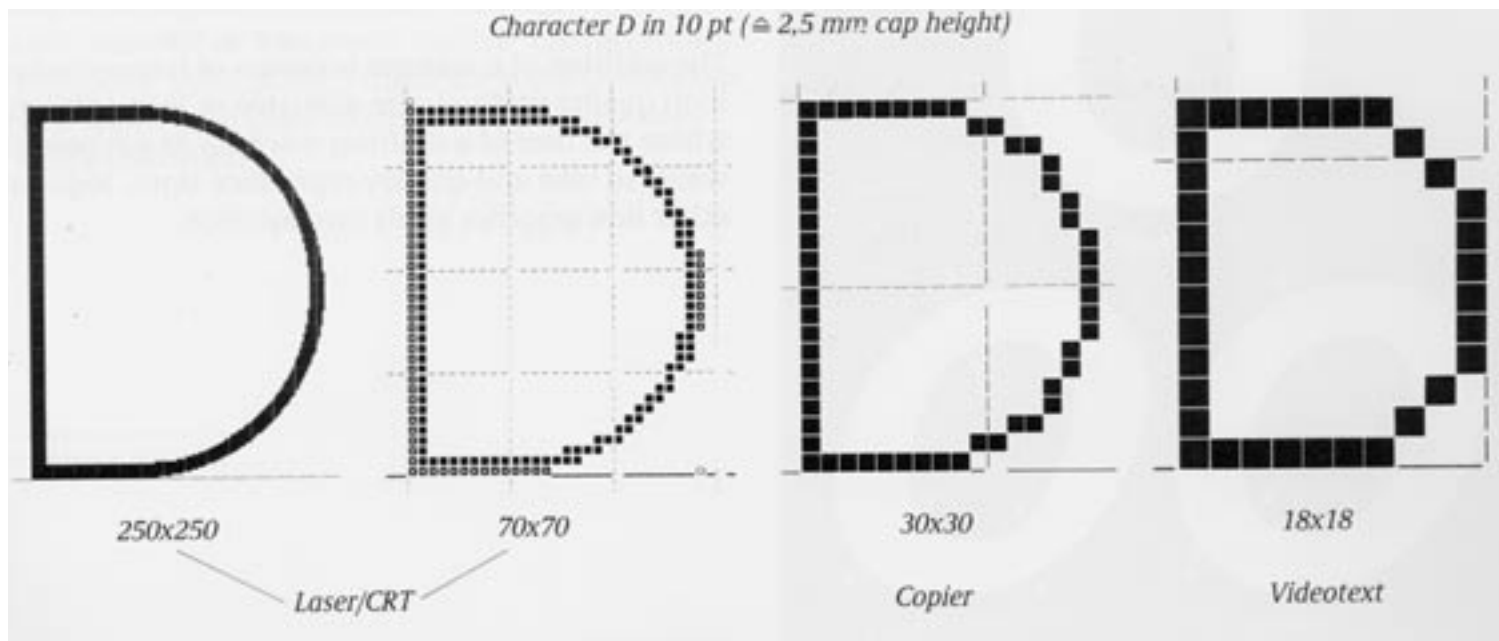 Character D in 10 pt (≙ 2,5 mm cap height)
250x250
70x70
30x30
18x18
Laser/CRT
Copier
Videotext